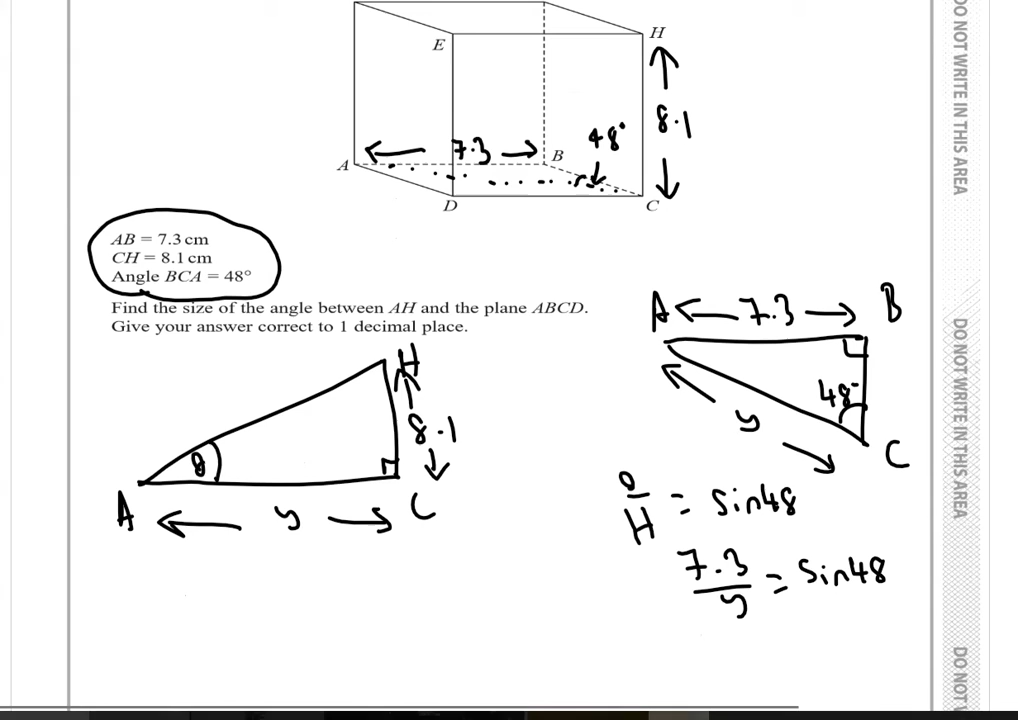 E
H
8.1
7.3
48°
A
B
D
C
AB = 7.3 cm
CH = 8.1 cm
Angle BCA = 48°
Find the size of the angle between AH and the plane ABCD.
Give your answer correct to 1 decimal place.
A 7.3 B
48°
y
C
H
8.1
θ
A y C
O/H = sin48
7.3/y = sin48
DO NOT WRITE IN THIS AREA
DO NOT WRITE IN THIS AREA
DO NOT